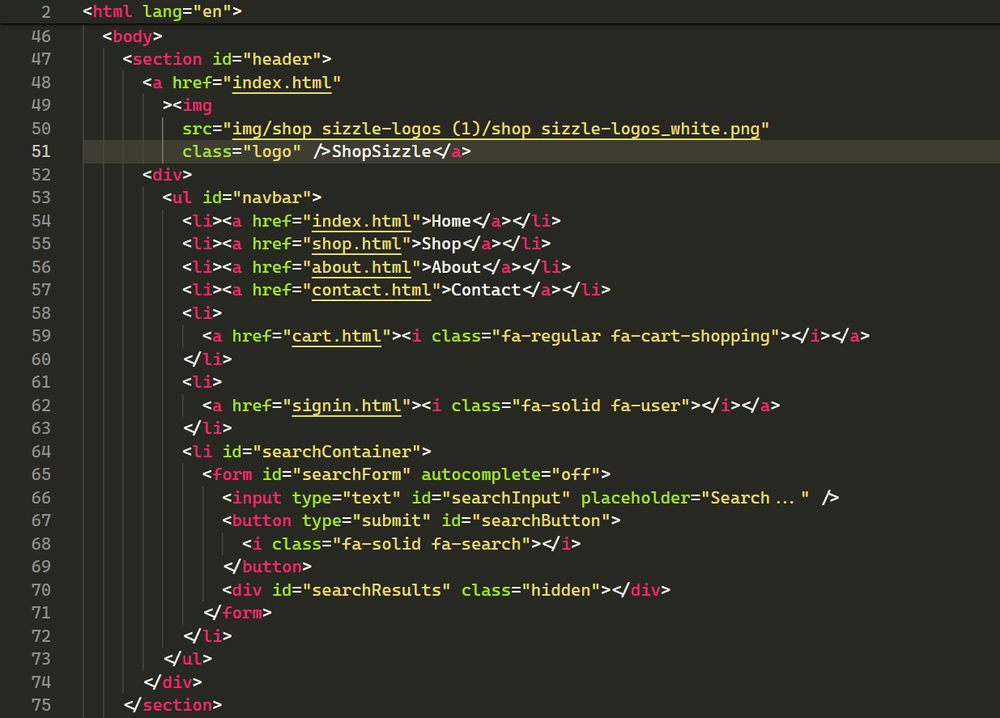 2 <html lang="en">
46 <body>
47 <section id="header">
48 <a href="index.html"
49 ><img
50 src="img/shop sizzle-logos (1)/shop sizzle-logos_white.png"
51 class="logo" />ShopSizzle</a>
52 <div>
53 <ul id="navbar">
54 <li><a href="index.html">Home</a></li>
55 <li><a href="shop.html">Shop</a></li>
56 <li><a href="about.html">About</a></li>
57 <li><a href="contact.html">Contact</a></li>
58 <li>
59 <a href="cart.html"><i class="fa-regular fa-cart-shopping"></i></a>
60 </li>
61 <li>
62 <a href="signin.html"><i class="fa-solid fa-user"></i></a>
63 </li>
64 <li id="searchContainer">
65 <form id="searchForm" autocomplete="off">
66 <input type="text" id="searchInput" placeholder="Search..." />
67 <button type="submit" id="searchButton">
68 <i class="fa-solid fa-search"></i>
69 </button>
70 <div id="searchResults" class="hidden"></div>
71 </form>
72 </li>
73 </ul>
74 </div>
75 </section>